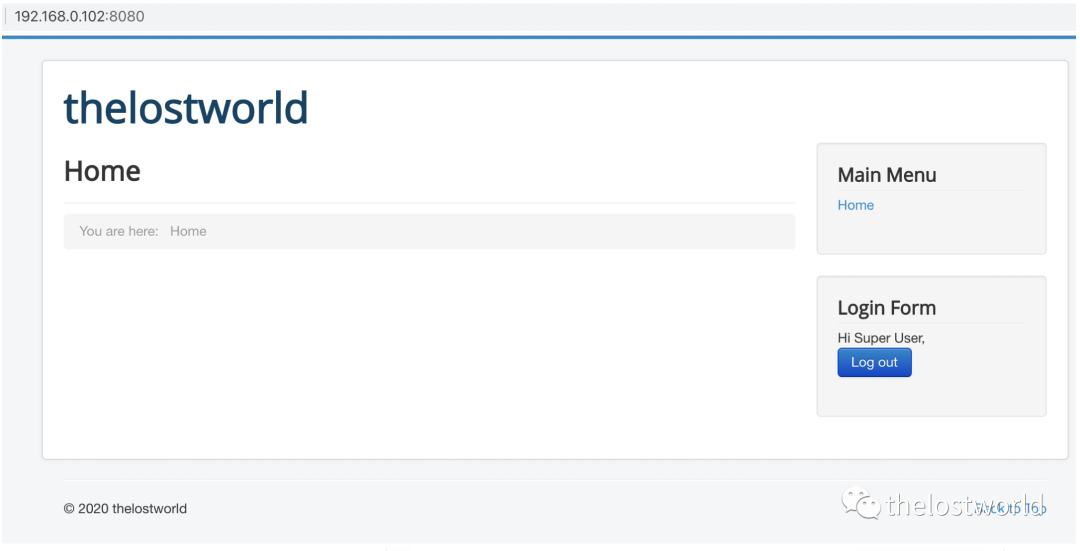 192.168.0.102:8080
thelostworld
Home
You are here: Home
Main Menu
Home
Login Form
Hi Super User,
Log out
© 2020 thelostworld
Back to Top
thelostworld